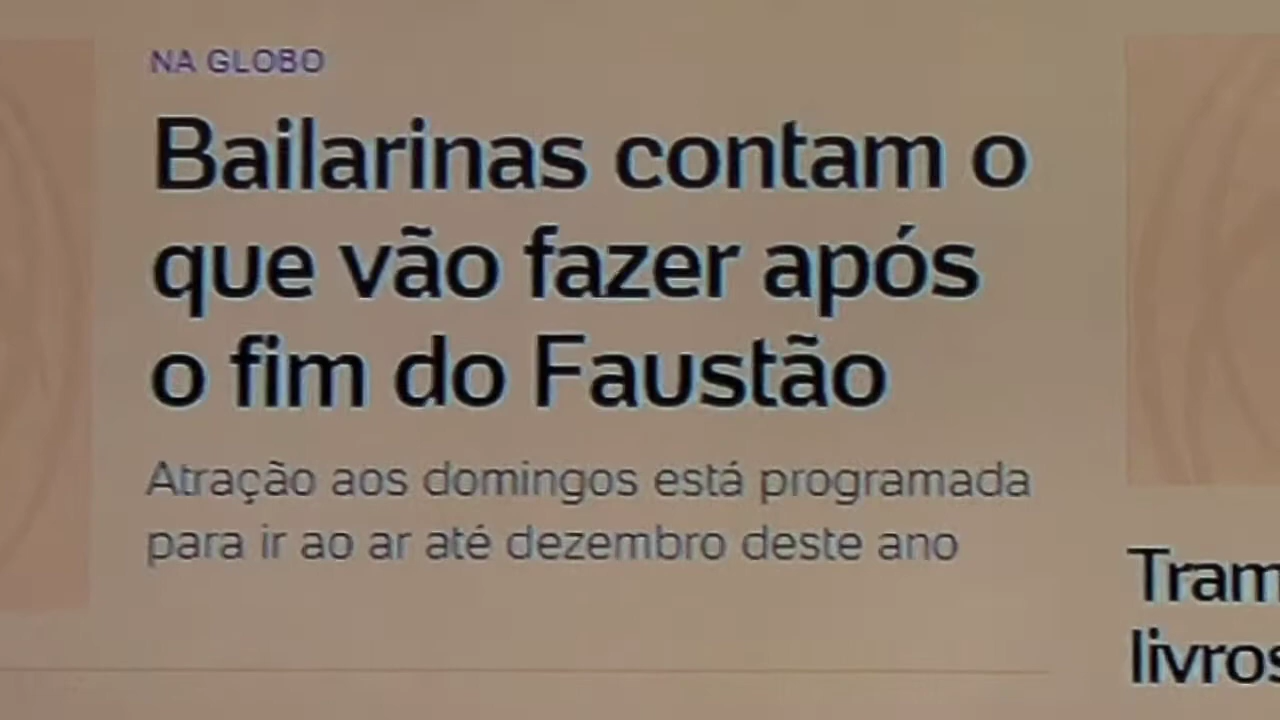 NA GLOBO
Bailarinas contam o
que vão fazer após
o fim do Faustão
Atração aos domingos está programada
para ir ao ar até dezembro deste ano